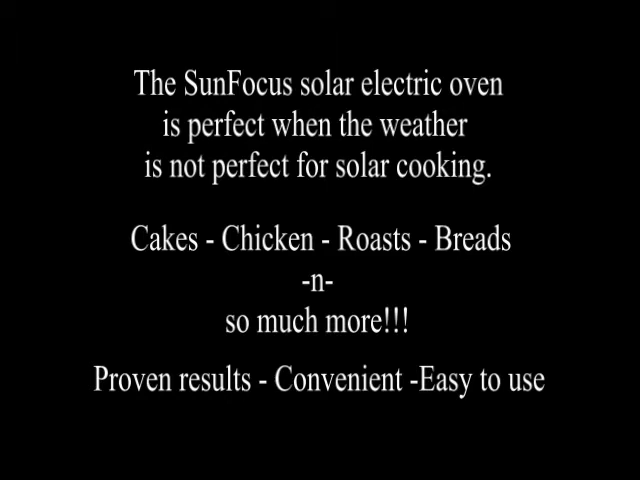 The SunFocus solar electric oven
is perfect when the weather
is not perfect for solar cooking.
Cakes - Chicken - Roasts - Breads
-n-
so much more!!!
Proven results - Convenient -Easy to use